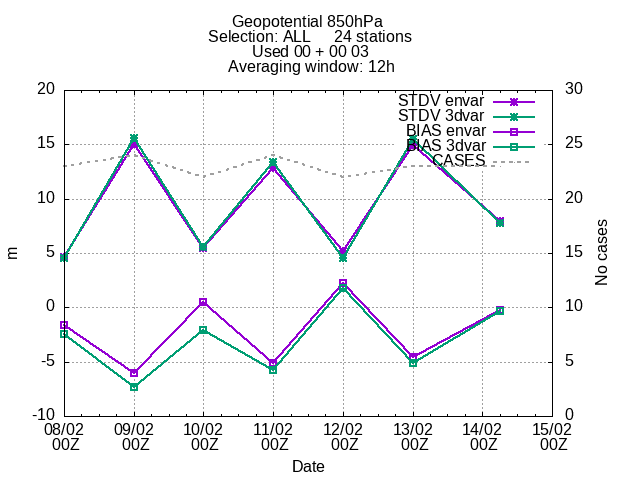 Geopotential 850hPa
Selection: ALL 24 stations
Used 00 + 00 03
Averaging window: 12h
STDV envar
STDV 3dvar
BIAS envar
BIAS 3dvar
CASES
20
15
10
5
0
-5
-10
m
30
25
20
15
10
5
0
No cases
08/02 09/02 10/02 11/02 12/02 13/02 14/02 15/02
00Z 00Z 00Z 00Z 00Z 00Z 00Z 00Z
Date